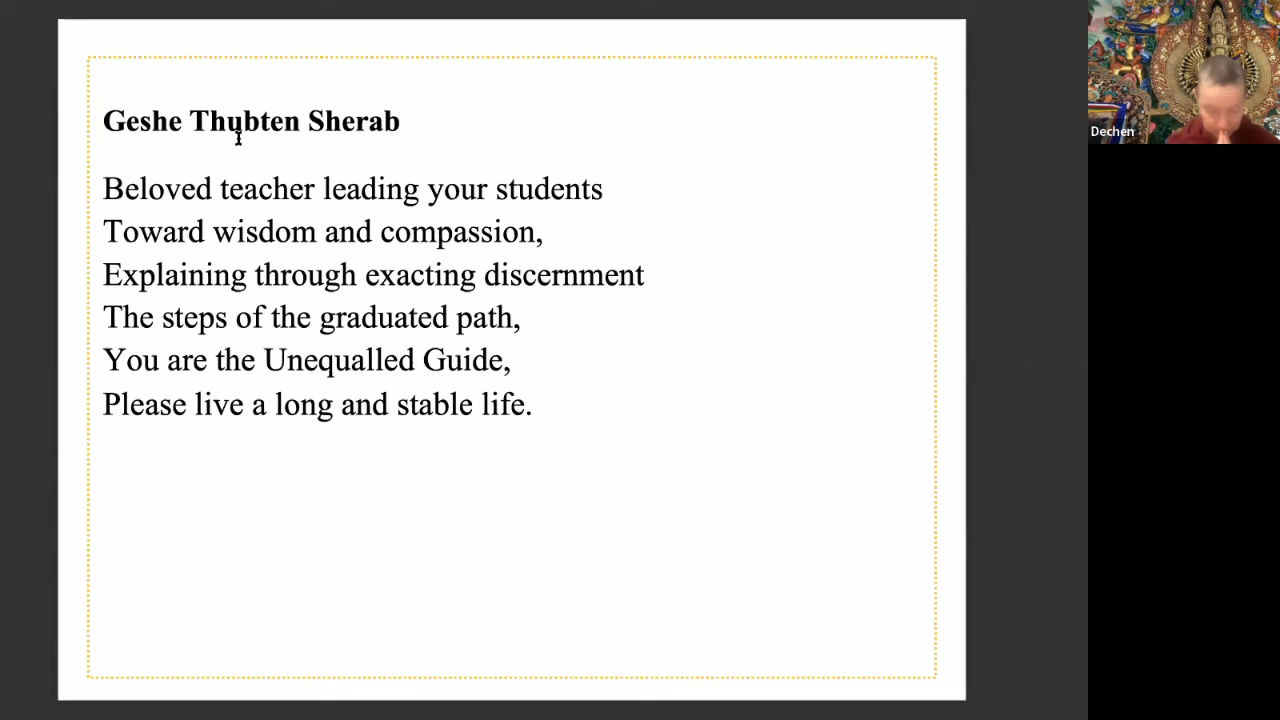 Geshe Thubten Sherab
Beloved teacher leading your students
Toward wisdom and compassion,
Explaining through exacting discernment
The steps of the graduated path,
You are the Unequalled Guide,
Please live a long and stable life.
Dechen